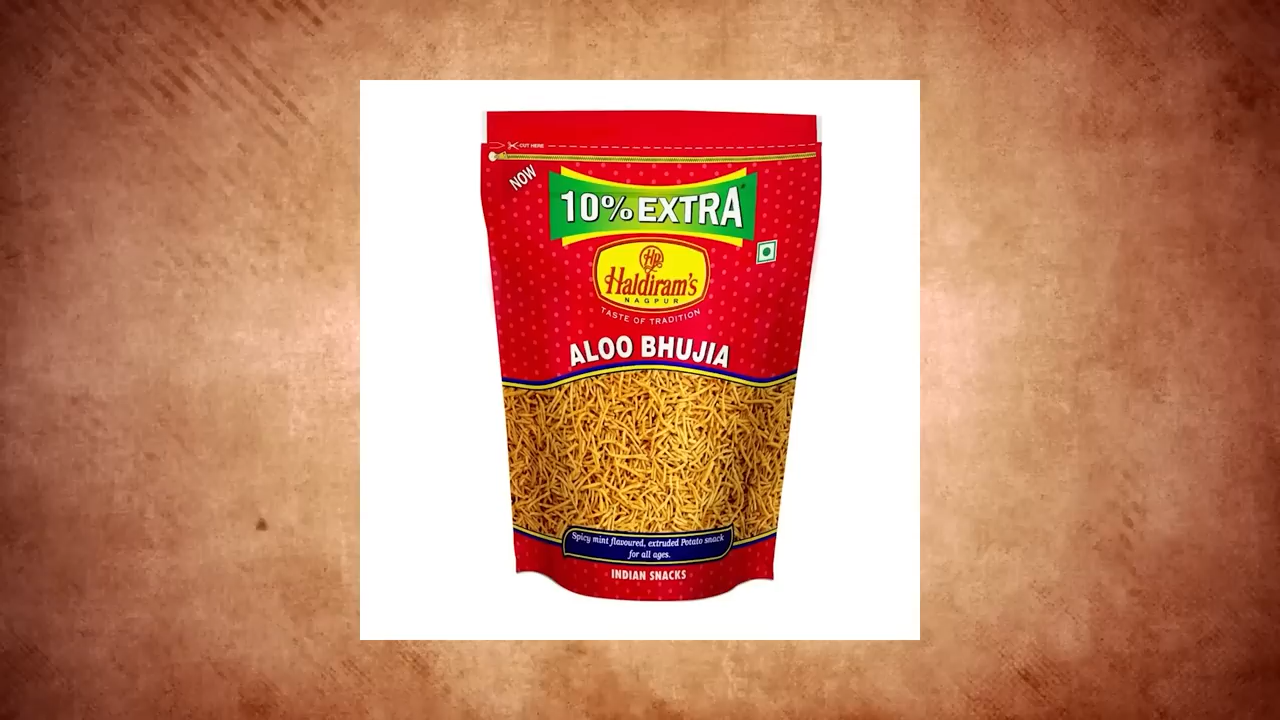 CUT HERE
NOW
10% EXTRA
Hp
Haldiram's
NAGPUR
TASTE OF TRADITION
ALOO BHUJIA
Spicy mint flavoured, extruded Potato snack
for all ages.
INDIAN SNACKS